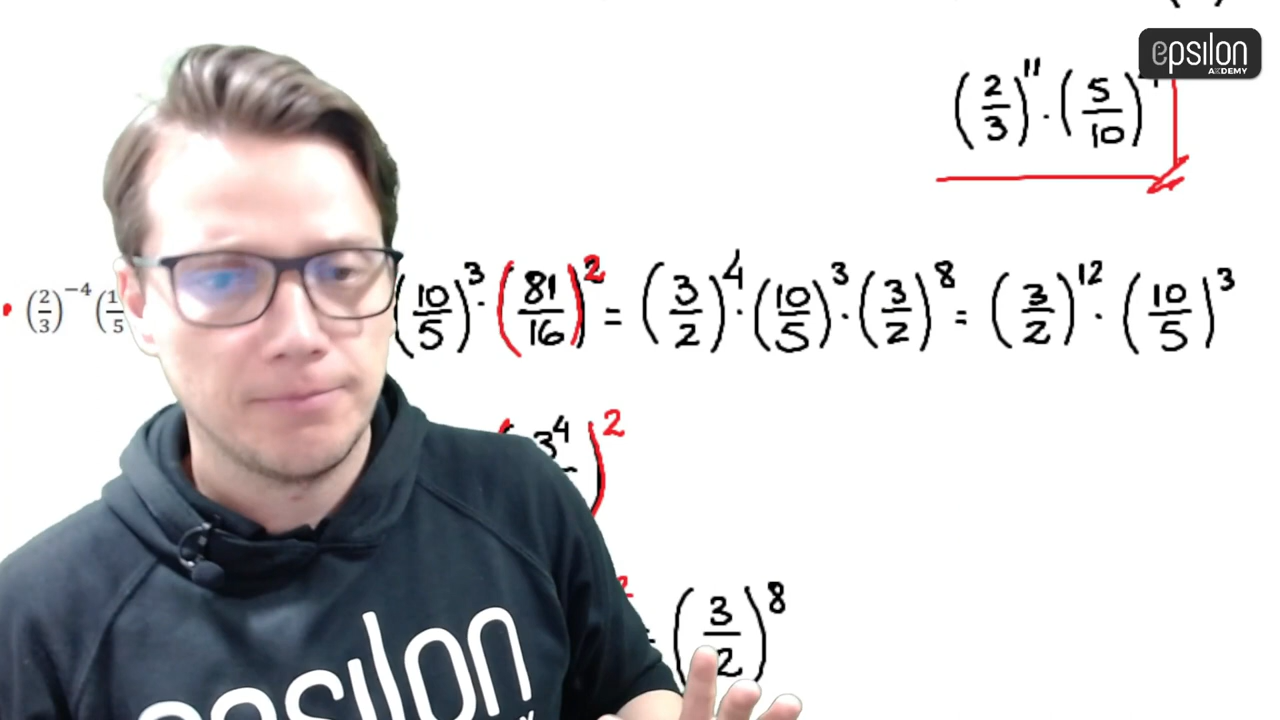 epsilon
AXDEMY
(2/3)^11 · (5/10)
(2/3)^-4 (1/5
(10/5)^3 · (81/16)^2 = (3/2)^4 · (10/5)^3 · (3/2)^8 = (3/2)^12 · (10/5)^3
3^4 )^2
2 = (3/2)^8
epsilon